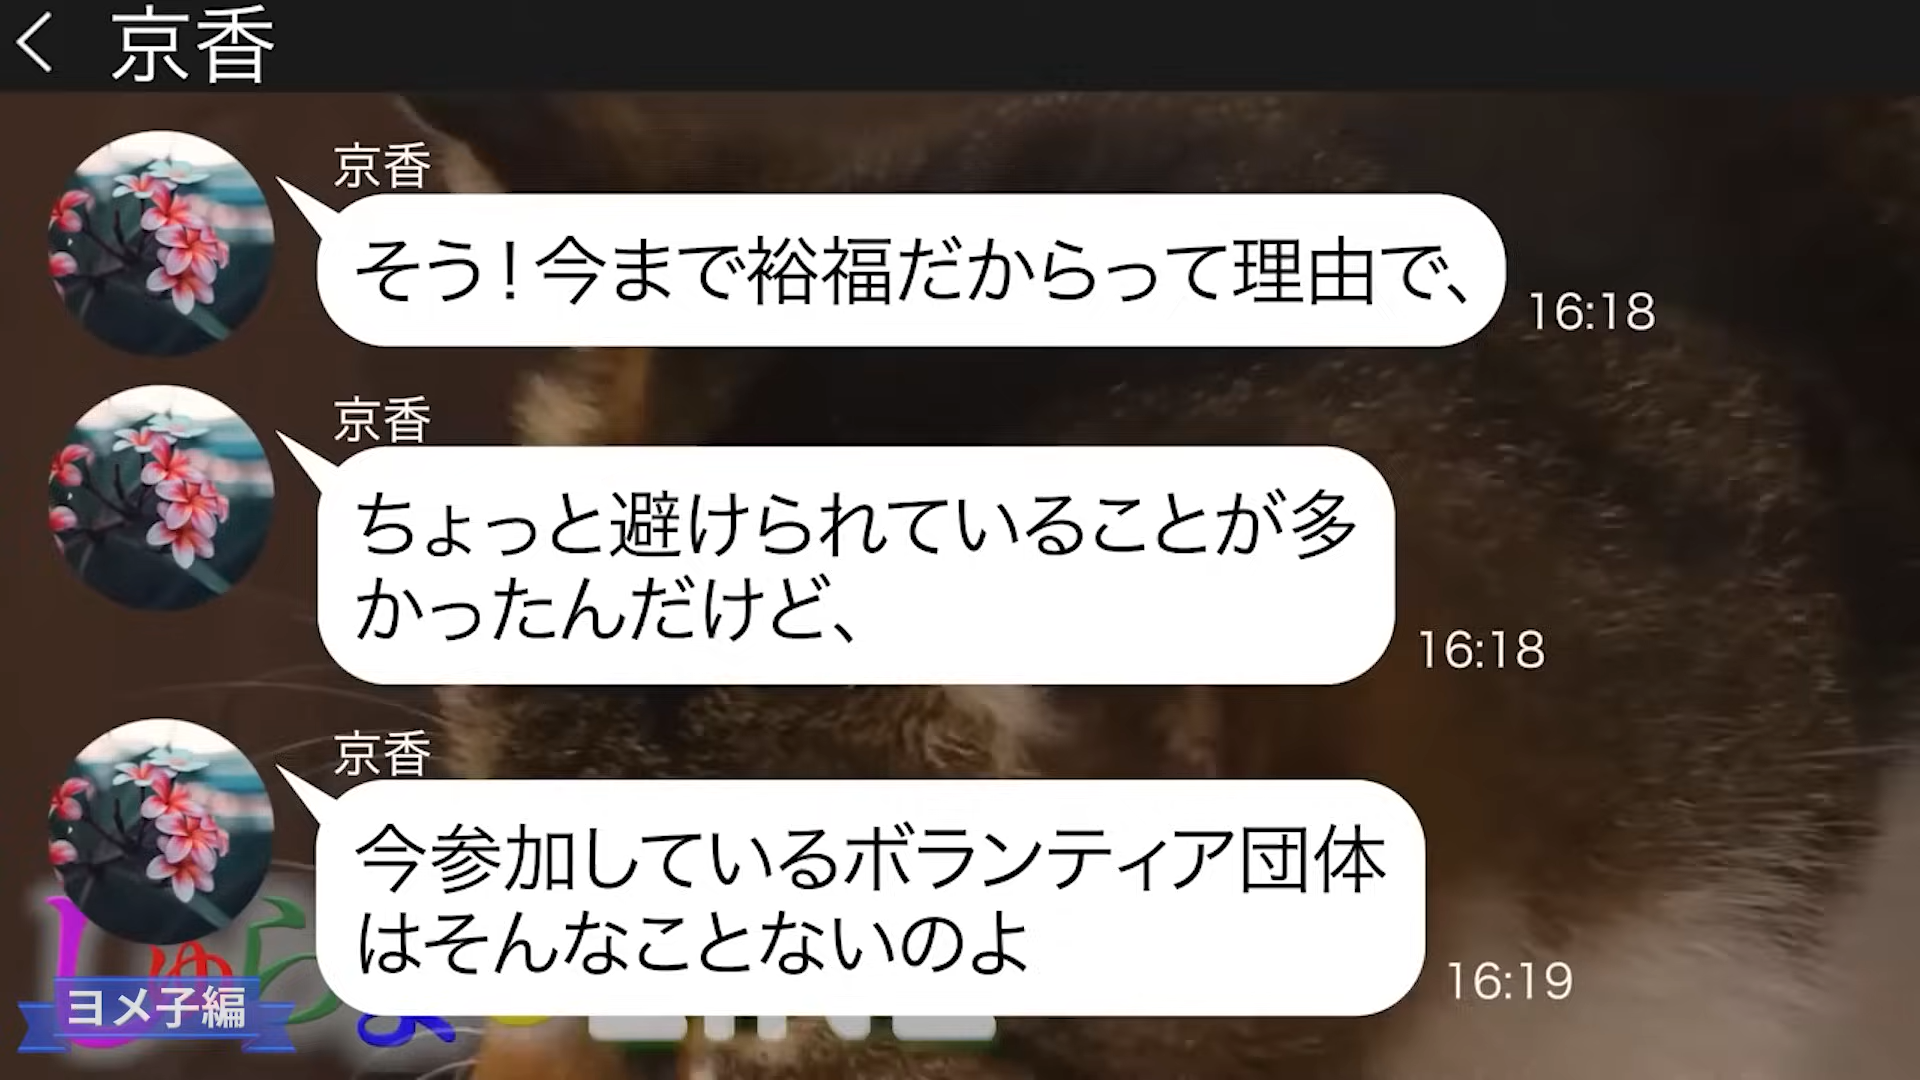 京香
京香
そう！今まで裕福だからって理由で、
16:18
京香
ちょっと避けられていることが多
かったんだけど、
16:18
京香
今参加しているボランティア団体
はそんなことないのよ
16:19
ヨメ子編